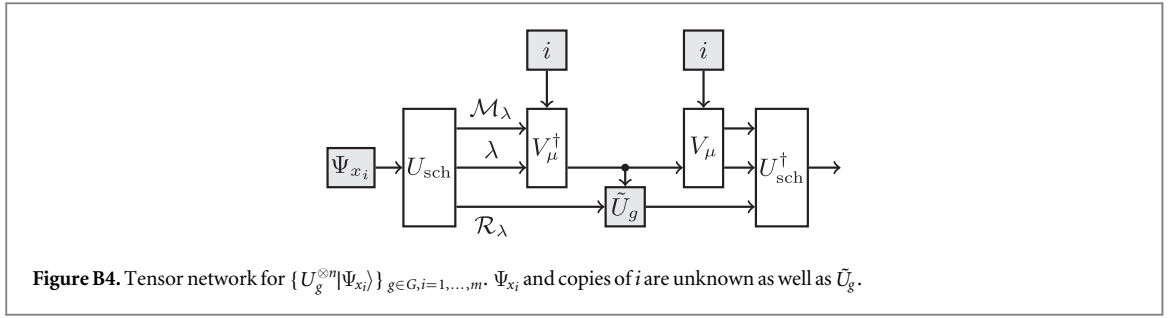 i i
ℳ_λ
Ψ_{x_i} U_sch λ V_μ^† V_μ U_sch^†
Ũ_g
ℛ_λ
Figure B4. Tensor network for {U_g^{⊗n}|Ψ_{x_i}⟩}_{g∈G,i=1,…,m}. Ψ_{x_i} and copies of i are unknown as well as Ũ_g.